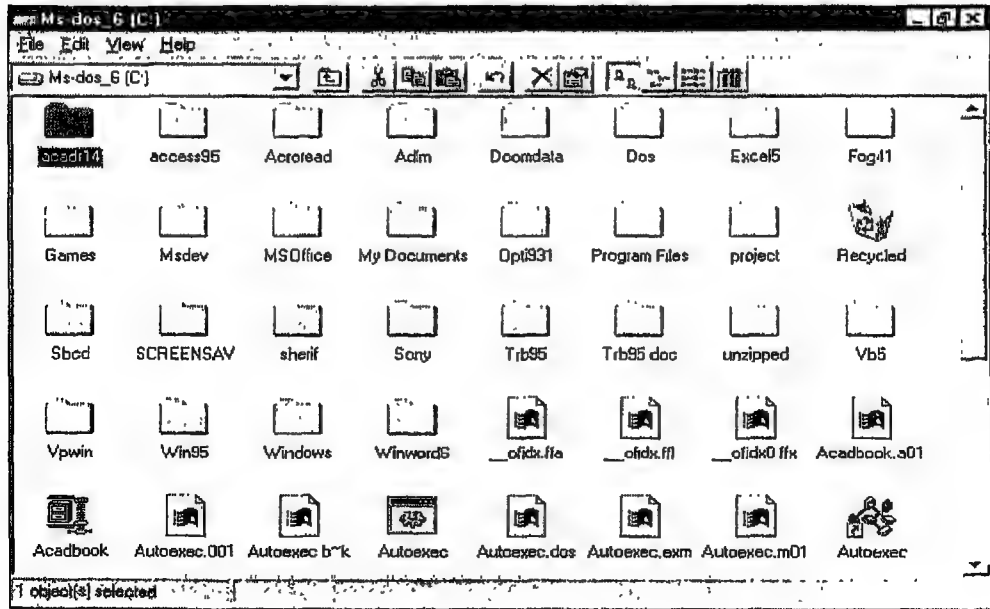 Ms-dos_6 (C:)
File Edit View Help
Ms-dos_6 (C:)
acadr14 access95 Acroread Adlm Doomdata Dos Excel5 Fog41
Games Msdev MSOffice My Documents Opti931 Program Files project Recycled
Sbcd SCREENSAV sherif Sony Trb95 Trb95 doc unzipped Vb5
Vpwin Win95 Windows Winword6 __ofidx.ffa __ofidx.ffl __ofidx0 ffx Acadbook.a01
Acadbook Autoexec.001 Autoexec b~k Autoexec Autoexec.dos Autoexec.exm Autoexec.m01 Autoexec
1 object(s) selected